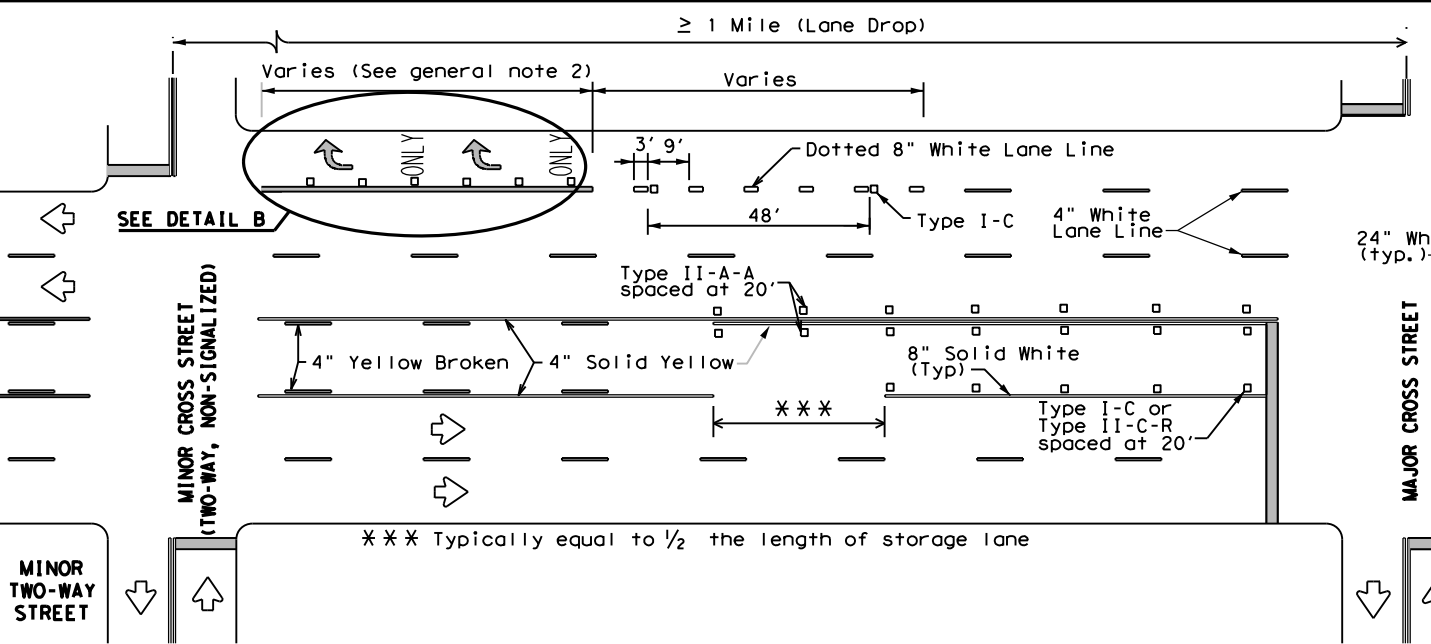 ≥ 1 Mile (Lane Drop)
Varies (See general note 2)
Varies
ONLY
ONLY
3' 9'
Dotted 8" White Lane Line
SEE DETAIL B
48'
Type I-C
4" White
Lane Line
24" Wh
(typ.)
Type II-A-A
spaced at 20'
MINOR CROSS STREET
(TWO-WAY, NON-SIGNALIZED)
4" Yellow Broken
4" Solid Yellow
8" Solid White
(Typ)
***
Type I-C or
Type II-C-R
spaced at 20'
MAJOR CROSS STREET
*** Typically equal to 1/2 the length of storage lane
MINOR
TWO-WAY
STREET